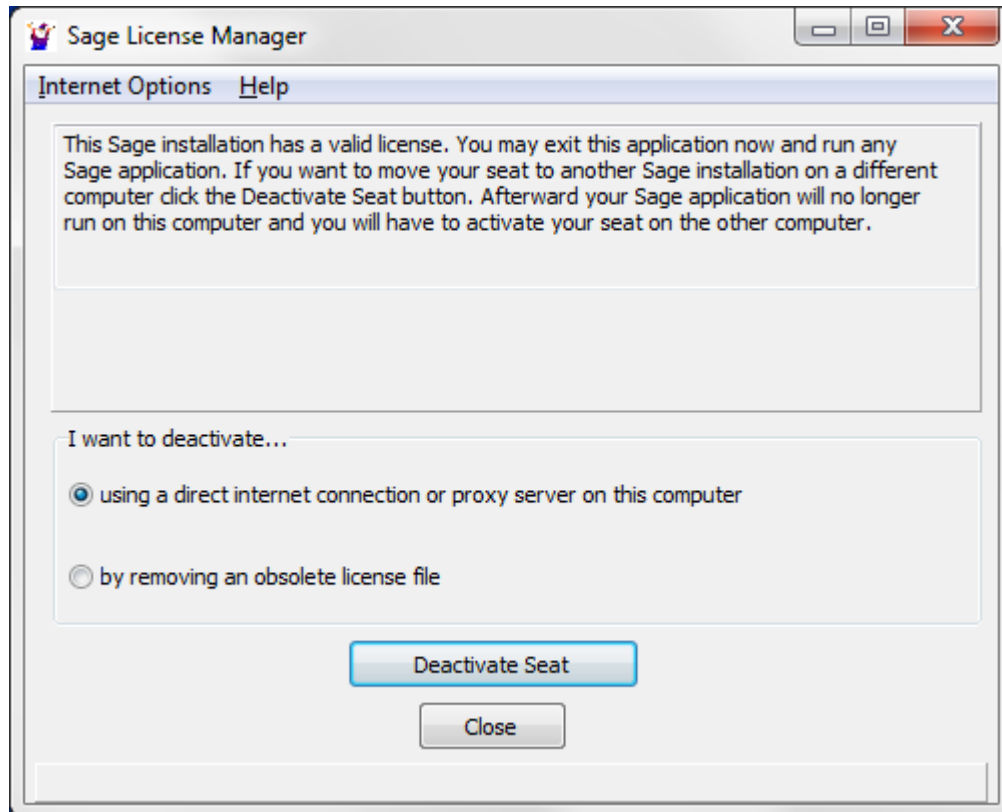 Sage License Manager
Internet Options Help
This Sage installation has a valid license. You may exit this application now and run any
Sage application. If you want to move your seat to another Sage installation on a different
computer click the Deactivate Seat button. Afterward your Sage application will no longer
run on this computer and you will have to activate your seat on the other computer.
I want to deactivate...
using a direct internet connection or proxy server on this computer
by removing an obsolete license file
Deactivate Seat
Close